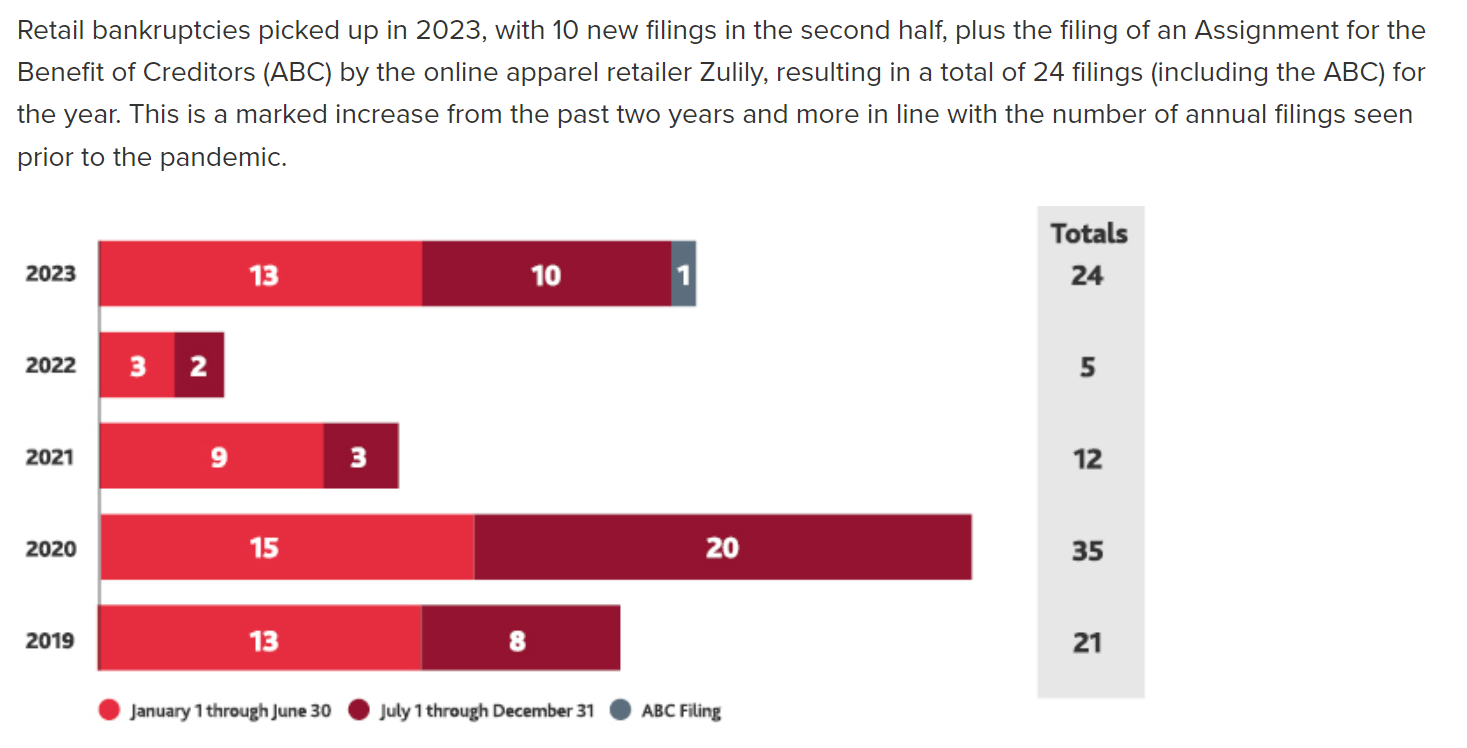 Retail bankruptcies picked up in 2023, with 10 new filings in the second half, plus the filing of an Assignment for the
Benefit of Creditors (ABC) by the online apparel retailer Zulily, resulting in a total of 24 filings (including the ABC) for
the year. This is a marked increase from the past two years and more in line with the number of annual filings seen
prior to the pandemic.
Totals
2023 13 10 1 24
2022 3 2 5
2021 9 3 12
2020 15 20 35
2019 13 8 21
January 1 through June 30 July 1 through December 31 ABC Filing